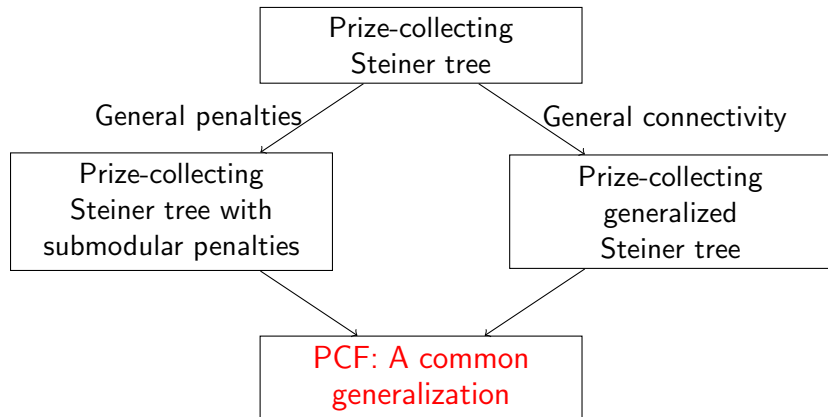 Prize-collecting
Steiner tree
General penalties
General connectivity
Prize-collecting
Steiner tree with
submodular penalties
Prize-collecting
generalized
Steiner tree
PCF: A common
generalization